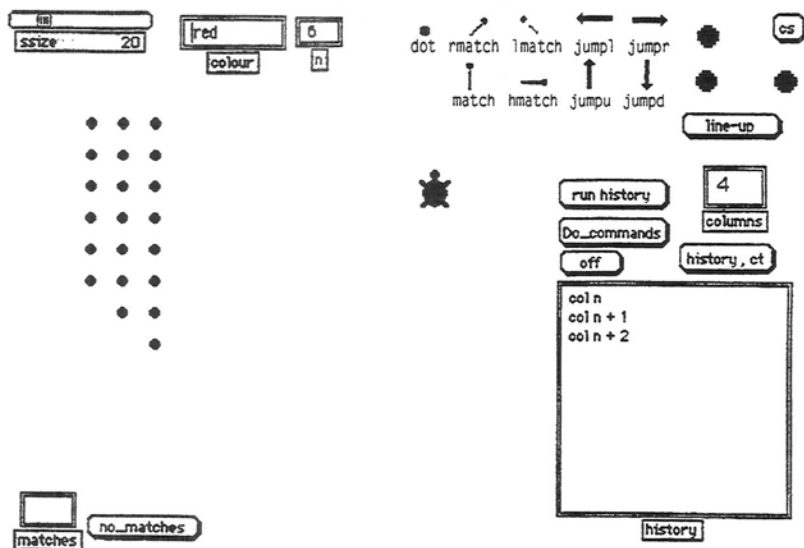 ssize 20
red
colour
6
n
dot rmatch lmatch jumpl jumpr
match hmatch jumpu jumpd
cs
line-up
run history
4
columns
Do_commands
off
history, ct
col n
col n + 1
col n + 2
history
matches
no_matches